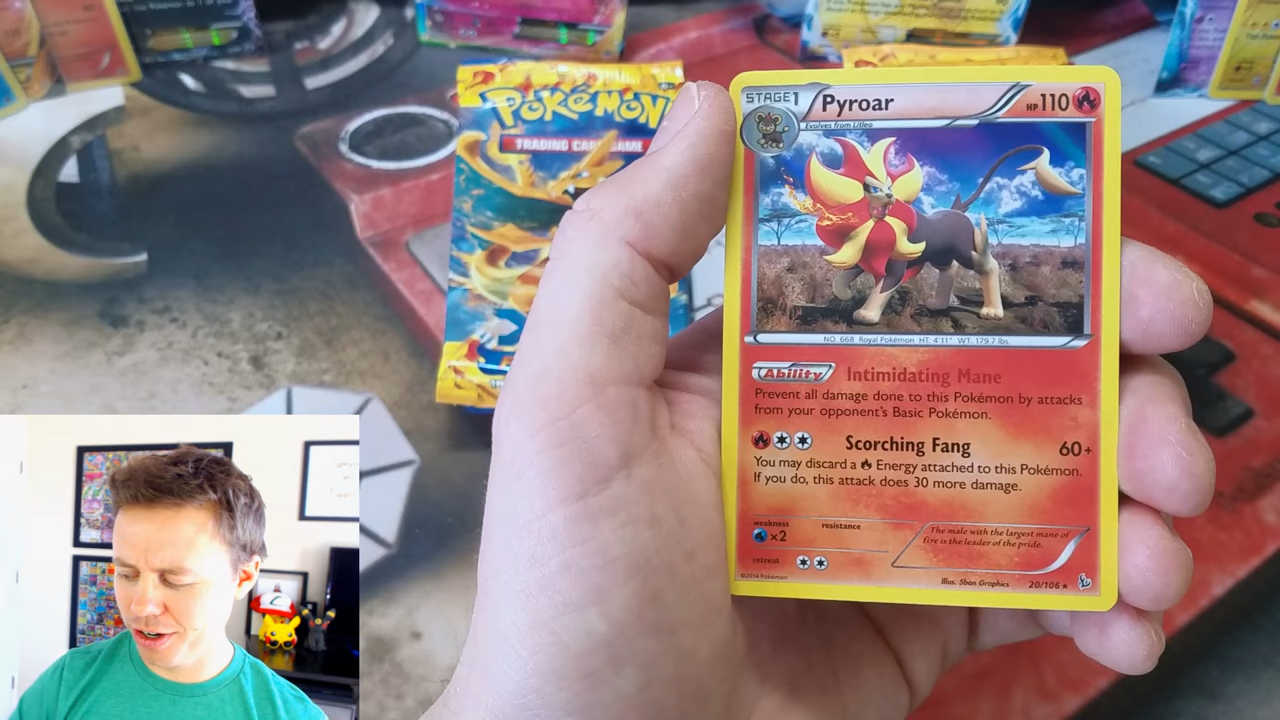 POKÉMON
TRADING CARD GAME
STAGE 1
Pyroar
HP 110
Evolves from Litleo
NO. 668 Royal Pokémon HT: 4'11" WT: 179.7 lbs.
Ability Intimidating Mane
Prevent all damage done to this Pokémon by attacks
from your opponent's Basic Pokémon.
Scorching Fang 60+
You may discard a Energy attached to this Pokémon.
If you do, this attack does 30 more damage.
weakness resistance
×2
retreat
The male with the largest mane of
fire is the leader of the pride.
©2014 Pokémon
Illus. 5ban Graphics
20/106 ★